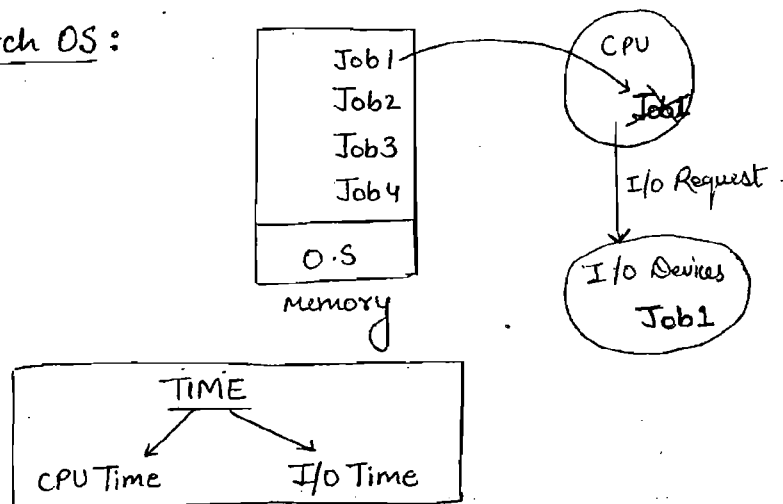 ch OS :
Job1
Job2
Job3
Job4
O.S
Memory
CPU
Job1
I/O Request
I/O Devices
Job1
TIME
CPU Time
I/O Time